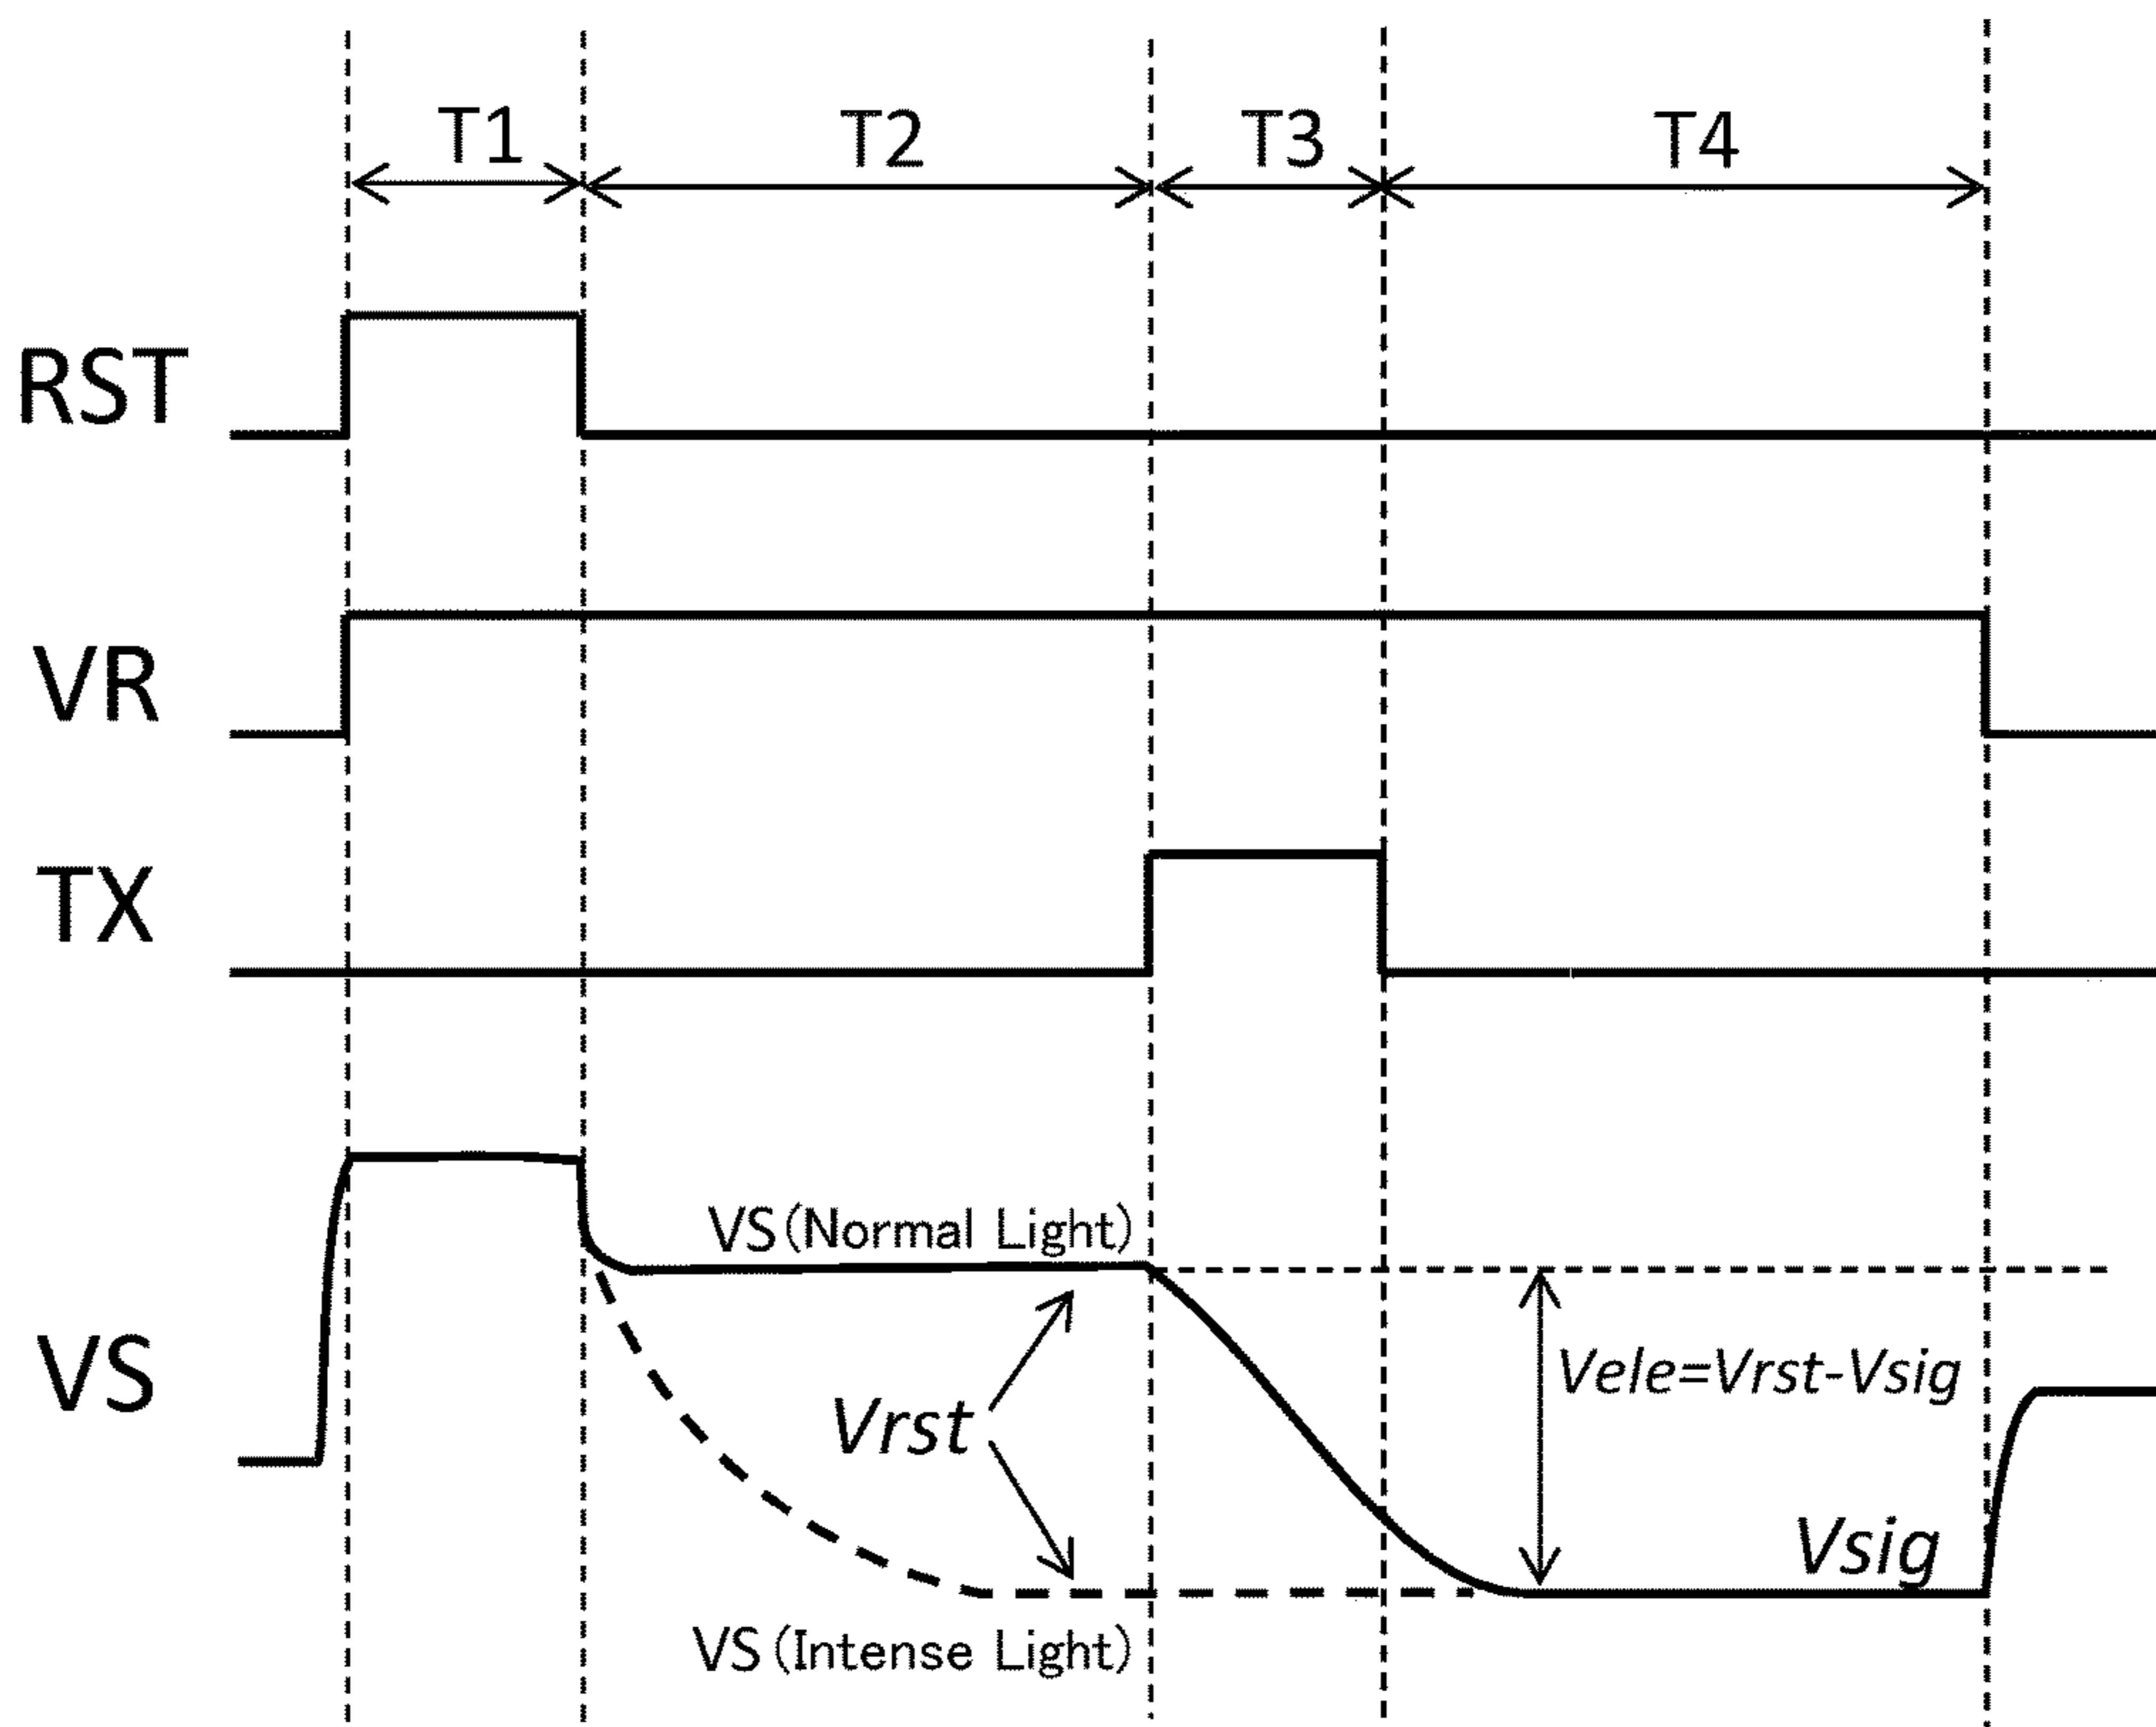 T1
T2
T3
T4
RST
VR
TX
VS
VS(Normal Light)
Vrst
Vele=Vrst-Vsig
Vsig
VS(Intense Light)